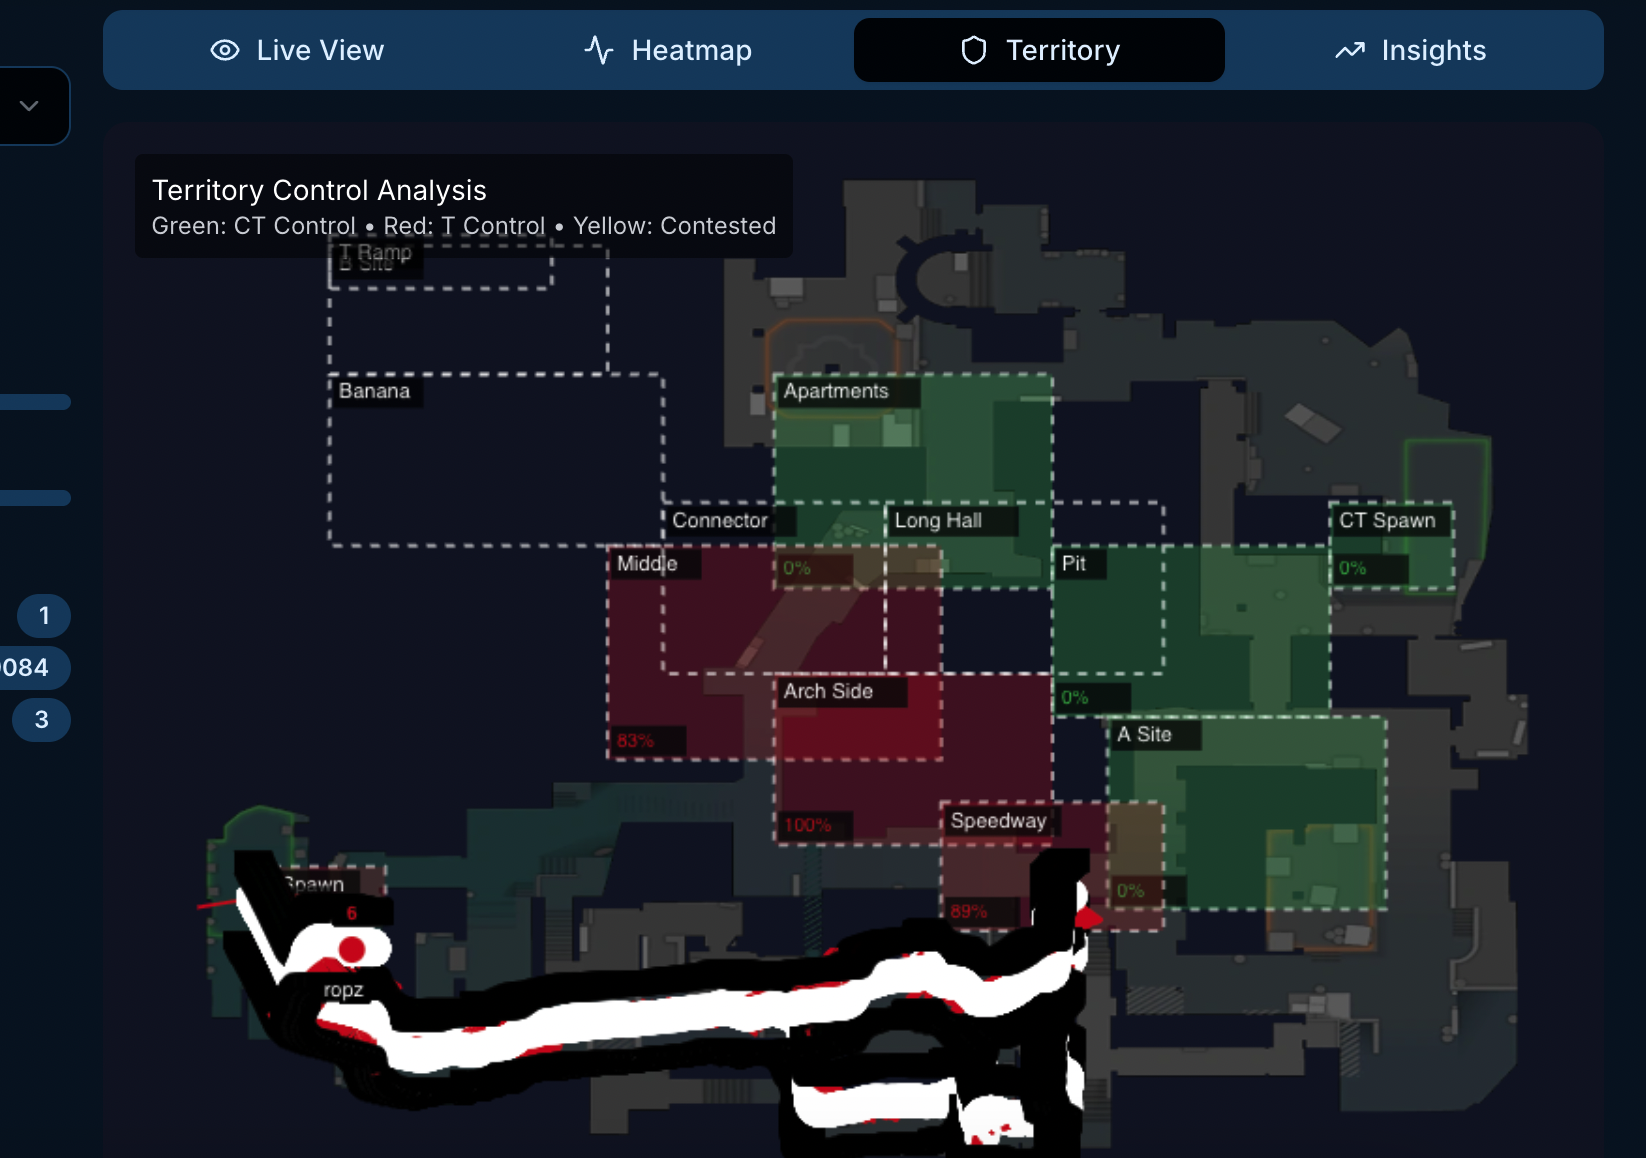 Live View
Heatmap
Territory
Insights
Territory Control Analysis
Green: CT Control • Red: T Control • Yellow: Contested
T Ramp
B Site
Banana
Apartments
Connector
Long Hall
CT Spawn
Middle
0%
Pit
0%
1
084
Arch Side
0%
3
83%
A Site
100%
Speedway
Spawn
0%
6
89%
ropz